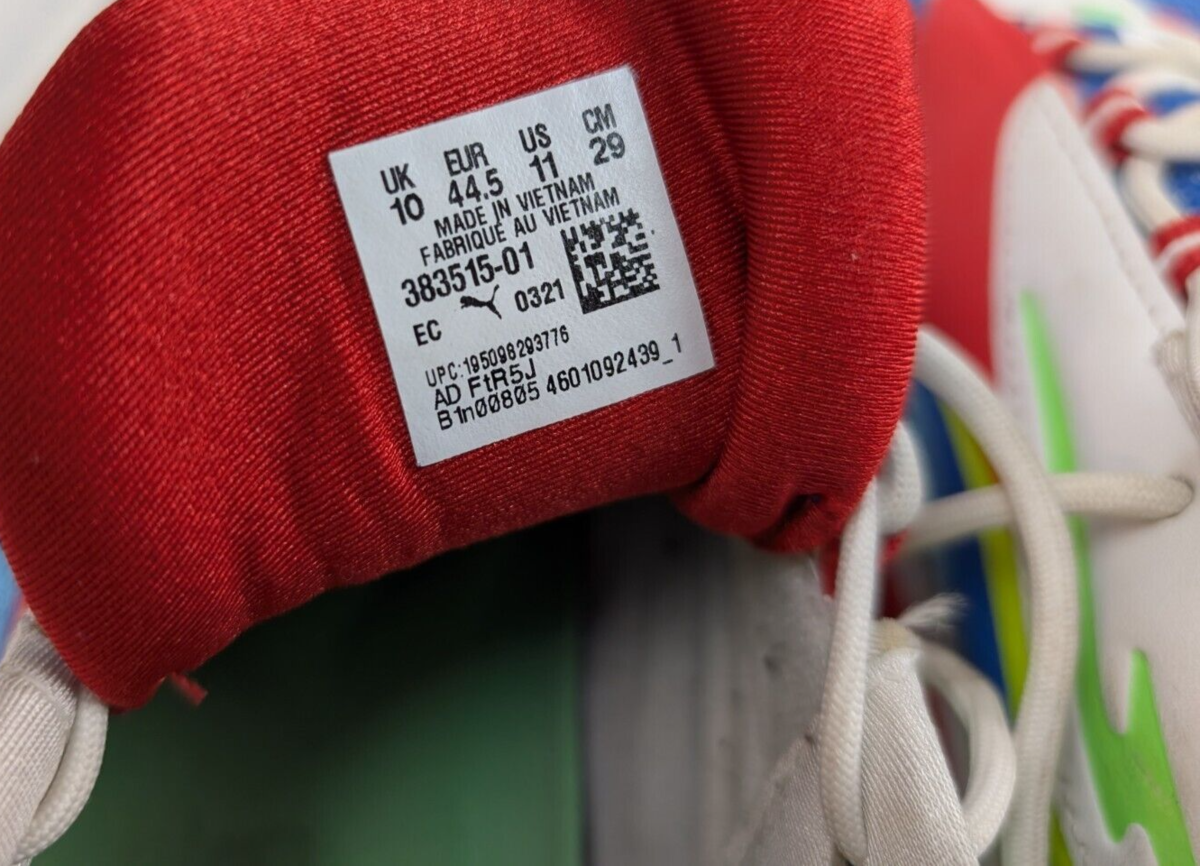 UK EUR US CM
10 44.5 11 29
MADE IN VIETNAM
FABRIQUE AU VIETNAM
383515-01
EC 0321
UPC:195098293776
AD FtR5J
B1n00805 4601092439_1